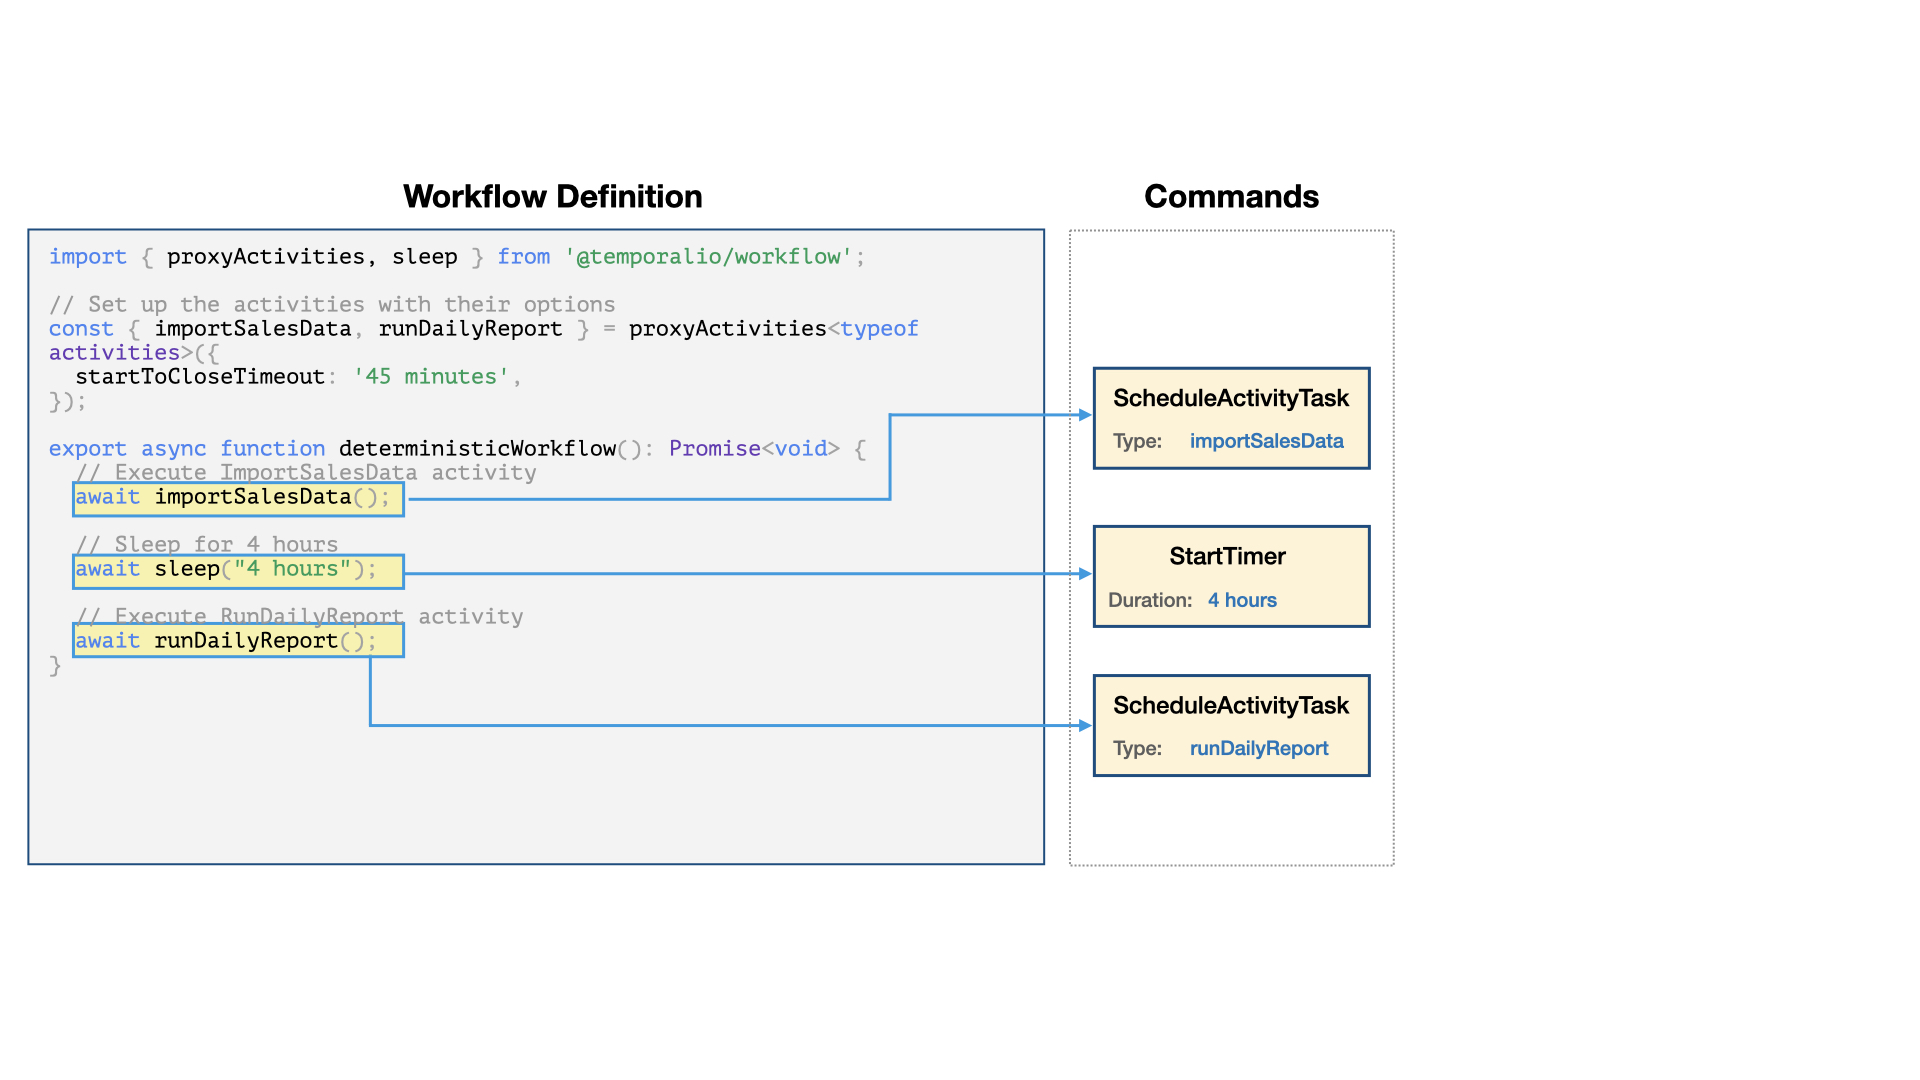 Workflow Definition
import { proxyActivities, sleep } from '@temporalio/workflow';
// Set up the activities with their options
const { importSalesData, runDailyReport } = proxyActivities<typeof
activities>({
  startToCloseTimeout: '45 minutes',
});
export async function deterministicWorkflow(): Promise<void> {
  // Execute ImportSalesData activity
  await importSalesData();
  // Sleep for 4 hours
  await sleep("4 hours");
  // Execute RunDailyReport activity
  await runDailyReport();
}
Commands
ScheduleActivityTask
Type: importSalesData
StartTimer
Duration: 4 hours
ScheduleActivityTask
Type: runDailyReport